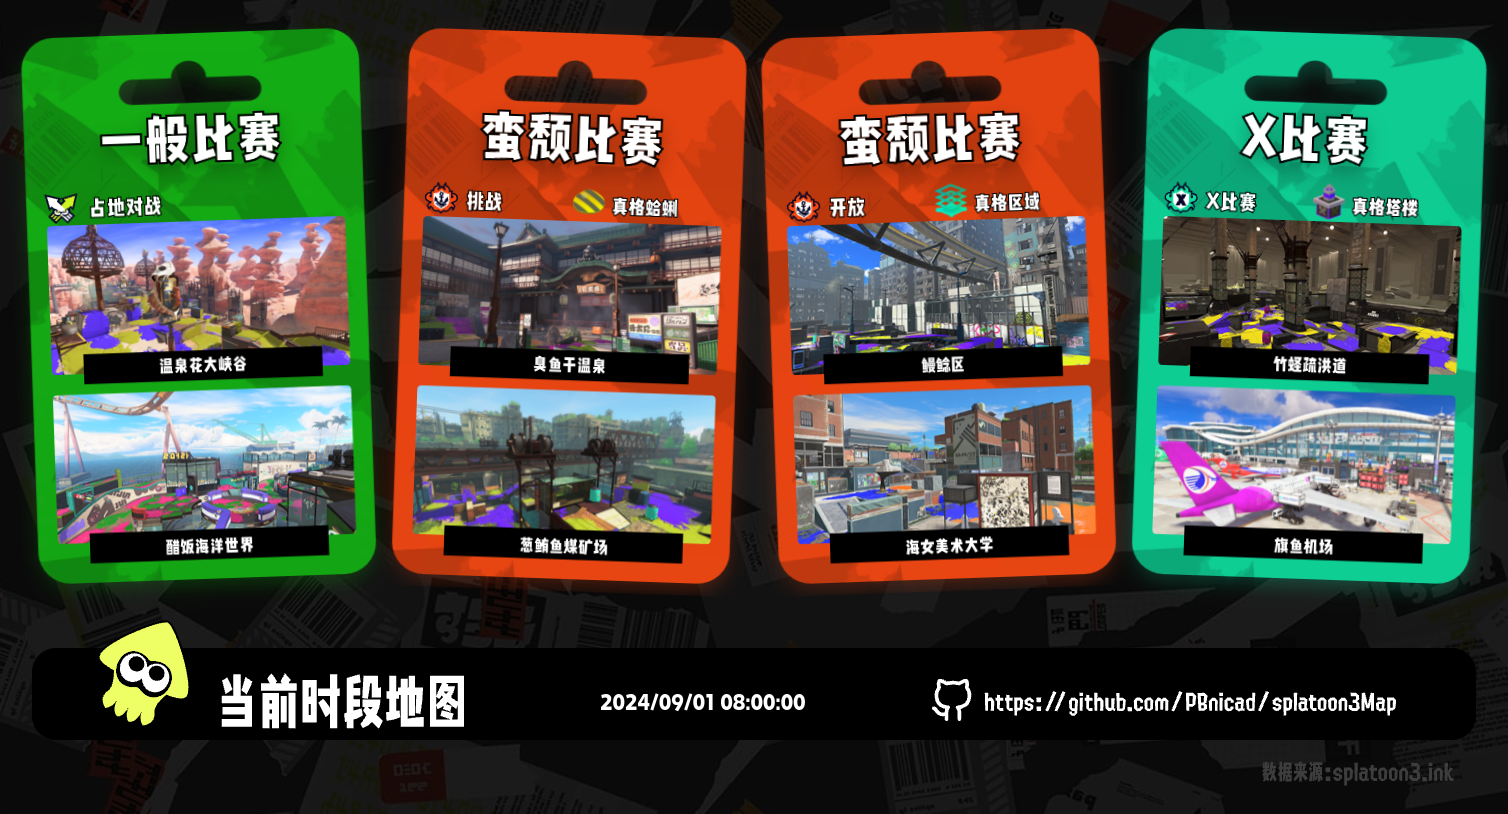 一般比赛
占地对战
温泉花大峡谷
醋饭海洋世界
蛮颓比赛
挑战
真格蛤蜊
臭鱼干温泉
葱鲔鱼煤矿场
蛮颓比赛
开放
真格区域
鳗鲶区
海女美术大学
X比赛
X比赛
真格塔楼
竹蛏疏洪道
旗鱼机场
当前时段地图
2024/09/01 08:00:00
https://github.com/PBnicad/splatoon3Map
数据来源:splatoon3.ink